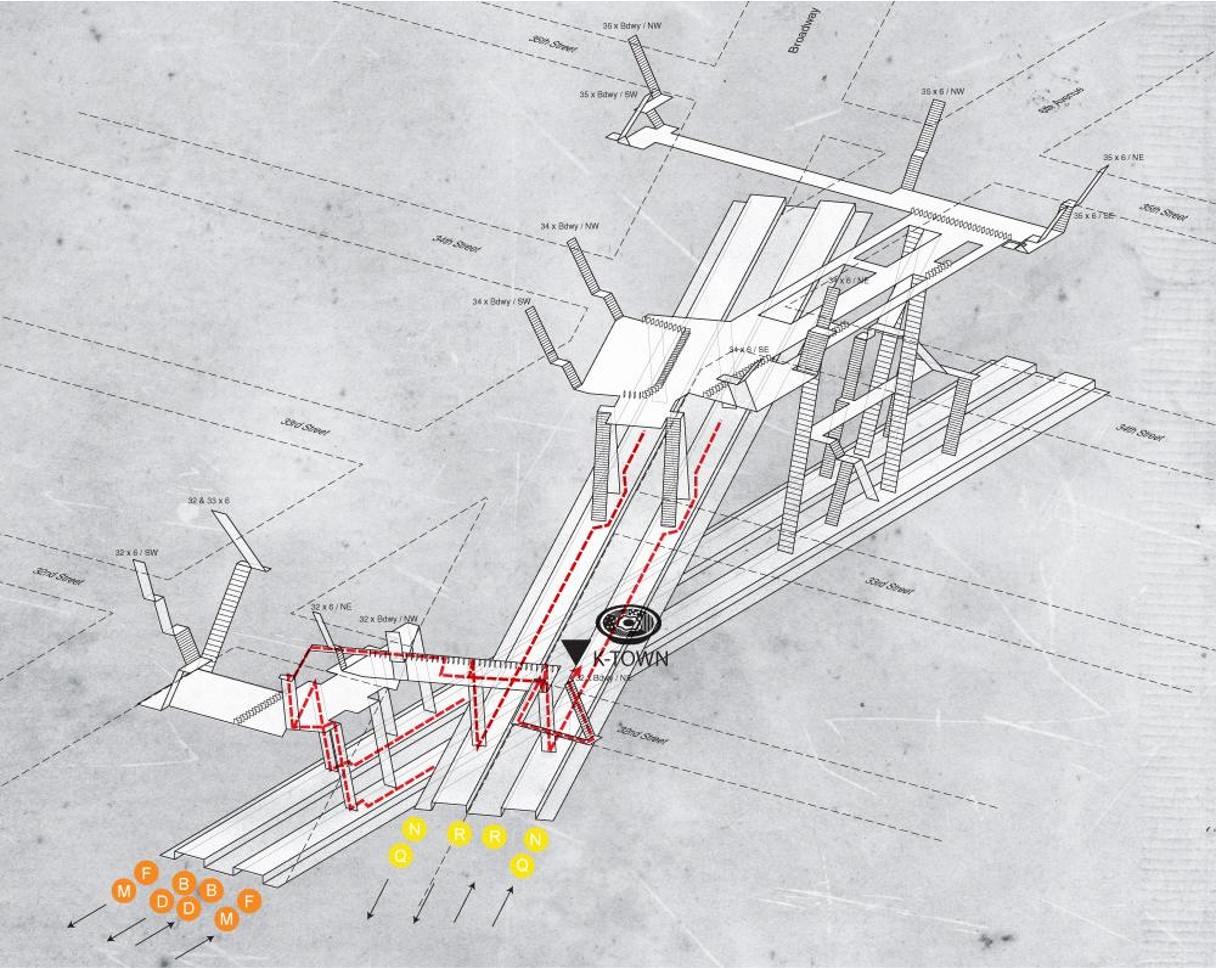 35 x Bdwy / NW
Broadway
35th Street
35 x Bdwy / SW
35 x 6 / NW
6th Avenue
35 x 6 / NE
35th Street
35 x 6 / SE
34 x Bdwy / NW
34th Street
34 x 6 / NE
34 x Bdwy / SW
34 x 6 / SE
33rd Street
34th Street
32 & 33 x 6
32 x 6 / SW
32nd Street
33rd Street
32 x 6 / NE
32 x Bdwy / NW
K-TOWN
32 x Bdwy / NE
32nd Street
N R R N
Q Q
F B B F
M D D M